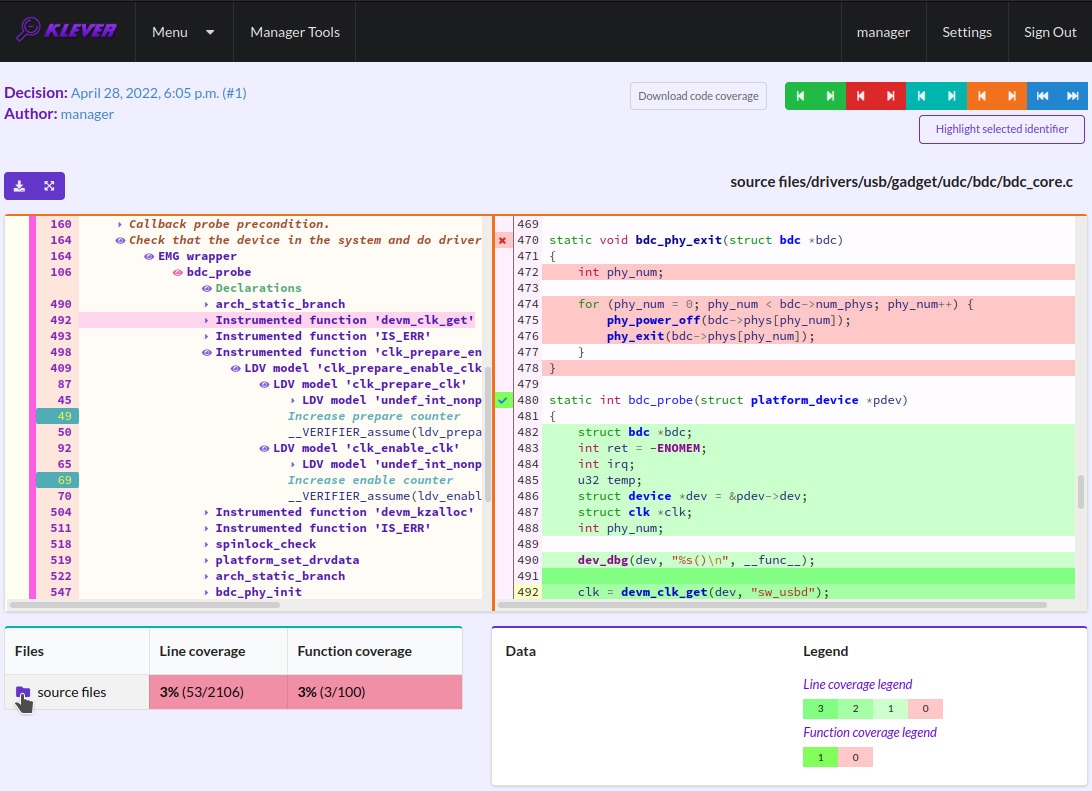 KLEVER Menu Manager Tools manager Settings Sign Out
Decision: April 28, 2022, 6:05 p.m. (#1)
Author: manager
Download code coverage
Highlight selected identifier
source files/drivers/usb/gadget/udc/bdc/bdc_core.c
160 Callback probe precondition.
164 Check that the device in the system and do driver
164 EMG wrapper
106 bdc_probe
Declarations
490 arch_static_branch
492 Instrumented function 'devm_clk_get'
493 Instrumented function 'IS_ERR'
498 Instrumented function 'clk_prepare_en
409 LDV model 'clk_prepare_enable_clk
87 LDV model 'clk_prepare_clk'
45 LDV model 'undef_int_nonp
49 Increase prepare counter
50 __VERIFIER_assume(ldv_prepa
92 LDV model 'clk_enable_clk'
65 LDV model 'undef_int_nonp
69 Increase enable counter
70 __VERIFIER_assume(ldv_enabl
504 Instrumented function 'devm_kzalloc'
511 Instrumented function 'IS_ERR'
518 spinlock_check
519 platform_set_drvdata
522 arch_static_branch
547 bdc_phy_init
469
470 static void bdc_phy_exit(struct bdc *bdc)
471 {
472 int phy_num;
473
474 for (phy_num = 0; phy_num < bdc->num_phys; phy_num++) {
475 phy_power_off(bdc->phys[phy_num]);
476 phy_exit(bdc->phys[phy_num]);
477 }
478 }
479
480 static int bdc_probe(struct platform_device *pdev)
481 {
482 struct bdc *bdc;
483 int ret = -ENOMEM;
484 int irq;
485 u32 temp;
486 struct device *dev = &pdev->dev;
487 struct clk *clk;
488 int phy_num;
489
490 dev_dbg(dev, "%s()\n", __func__);
491
492 clk = devm_clk_get(dev, "sw_usbd");
Files Line coverage Function coverage
source files 3% (53/2106) 3% (3/100)
Data
Legend
Line coverage legend
3 2 1 0
Function coverage legend
1 0